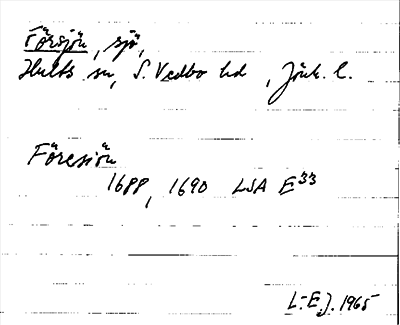 Försjön, sjö,
Hults sn, S. Vedbo hd, Jönk. l.
Föresiön
1688, 1690 LSA E33
L-E.J. 1965